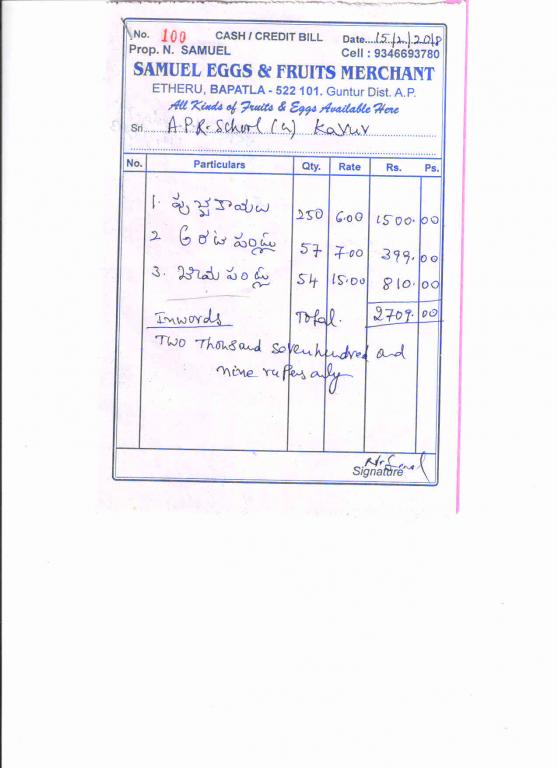 No. 100 CASH / CREDIT BILL Date...15/2/2018
Prop. N. SAMUEL Cell : 9346693780
SAMUEL EGGS & FRUITS MERCHANT
ETHERU, BAPATLA - 522 101. Guntur Dist. A.P.
All Kinds of Fruits & Eggs Available Here
Sri...... A.P.R. School (G) Kavur
No. Particulars Qty. Rate Rs. Ps.
1. పుచ్చకాయలు 250 6.00 1500.00
2 అరటి పండ్లు 57 7.00 399.00
3. జామ పండ్లు 54 15.00 810.00
Inwords Total. 2709.00
Two Thousand Sevenhundred and
nine rupees only
Signature